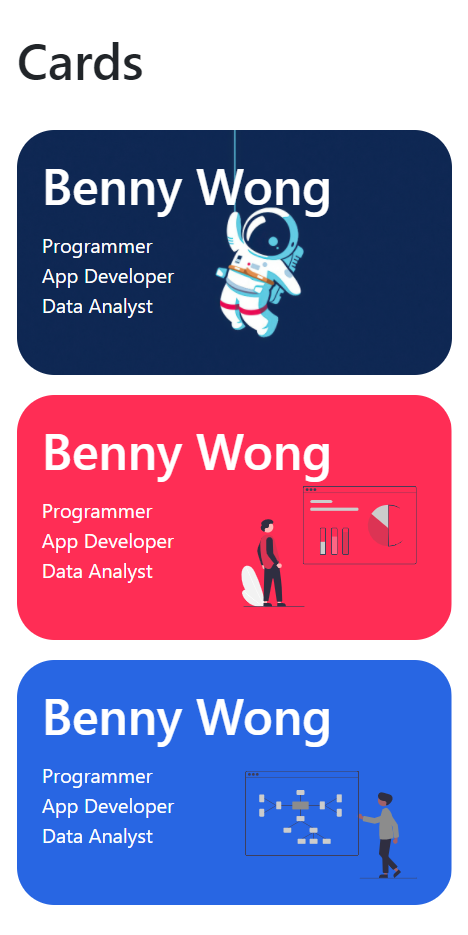 Cards
Benny Wong
Programmer
App Developer
Data Analyst
Benny Wong
Programmer
App Developer
Data Analyst
Benny Wong
Programmer
App Developer
Data Analyst